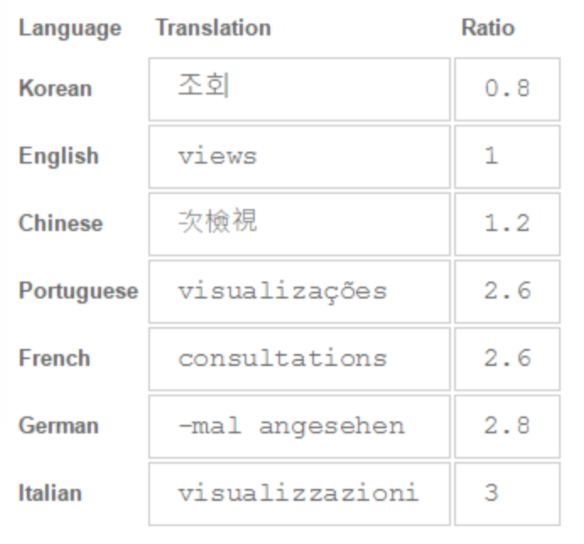 Language Translation Ratio
Korean 조회 0.8
English views 1
Chinese 次檢視 1.2
Portuguese visualizações 2.6
French consultations 2.6
German -mal angesehen 2.8
Italian visualizzazioni 3